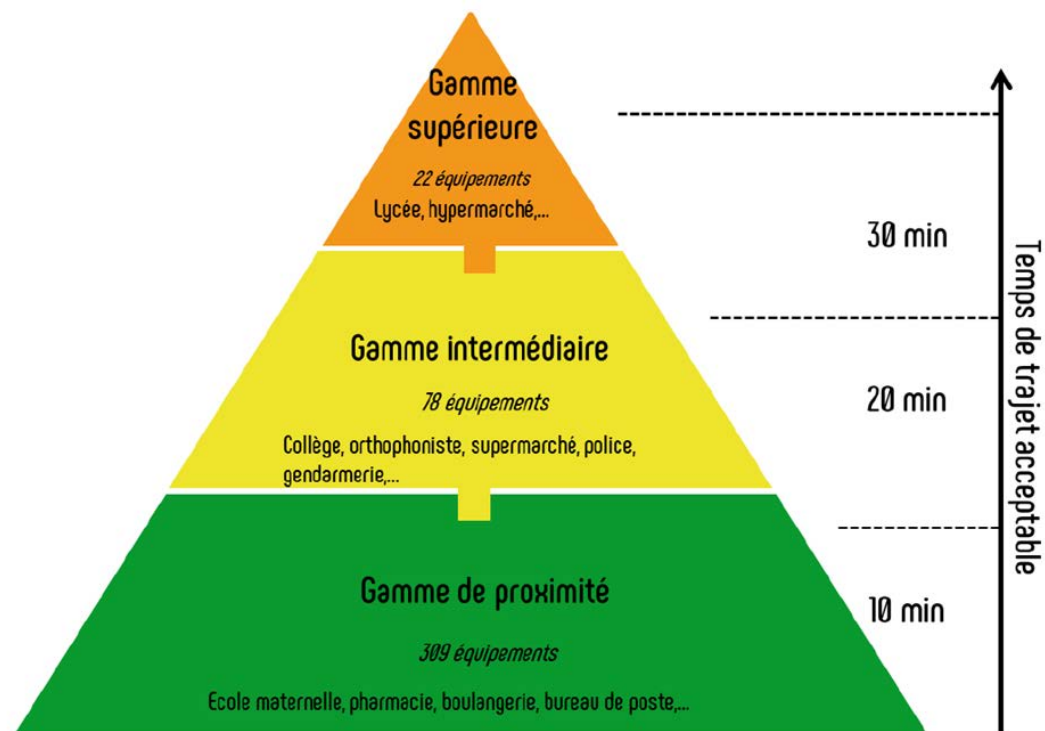 Gamme
supérieure
22 équipements
Lycée, hypermarché,...
30 min
Gamme intermédiaire
78 équipements
20 min
Collège, orthophoniste, supermarché, police,
gendarmerie,...
Gamme de proximité
10 min
309 équipements
Ecole maternelle, pharmacie, boulangerie, bureau de poste,...
Temps de trajet acceptable